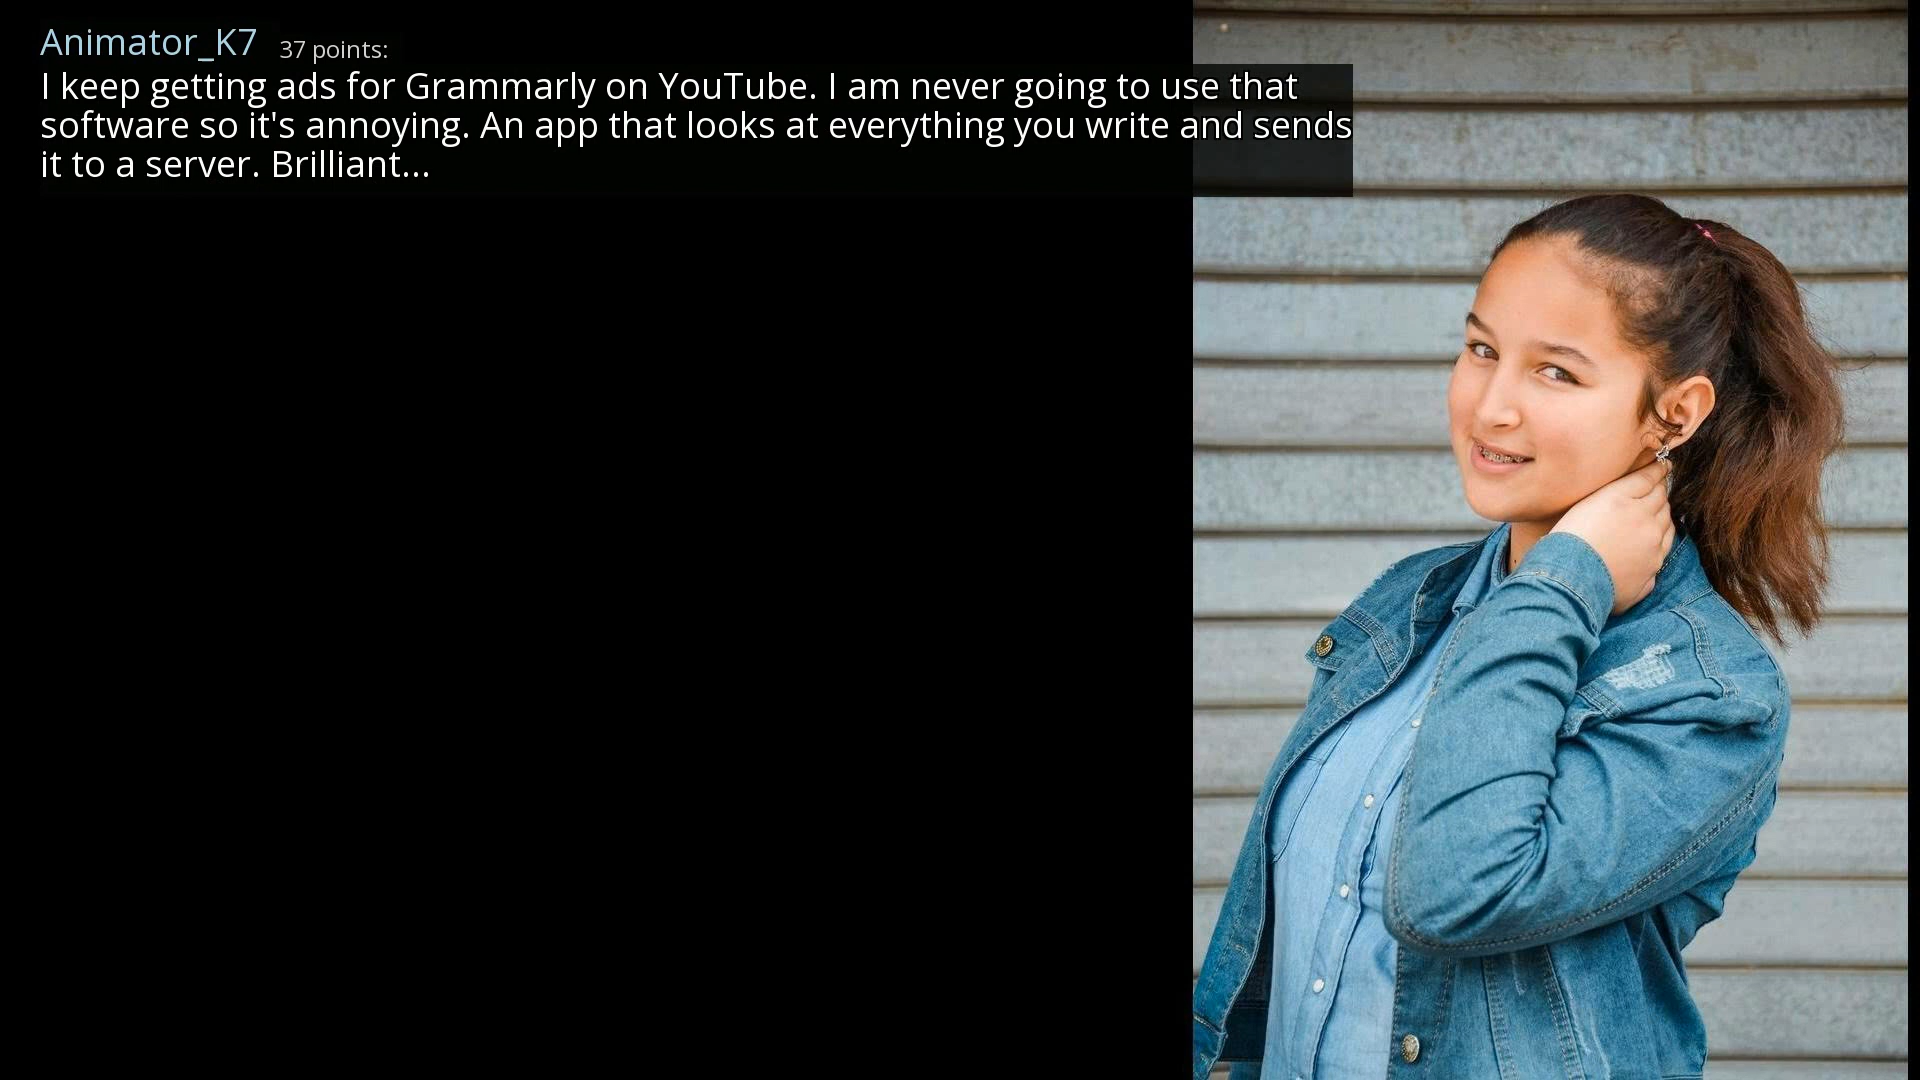 Animator_K7 37 points:
I keep getting ads for Grammarly on YouTube. I am never going to use that
software so it's annoying. An app that looks at everything you write and sends
it to a server. Brilliant...